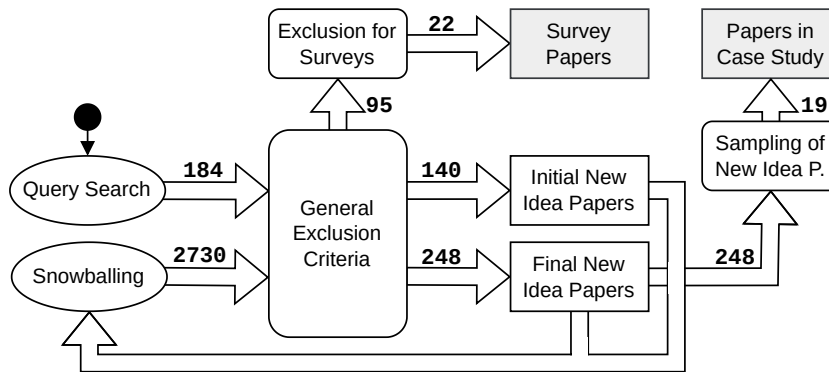 Exclusion for
Surveys
22
Survey
Papers
Papers in
Case Study
95
19
Query Search
184
General
Exclusion
Criteria
140
Initial New
Idea Papers
Sampling of
New Idea P.
Snowballing
2730
248
Final New
Idea Papers
248